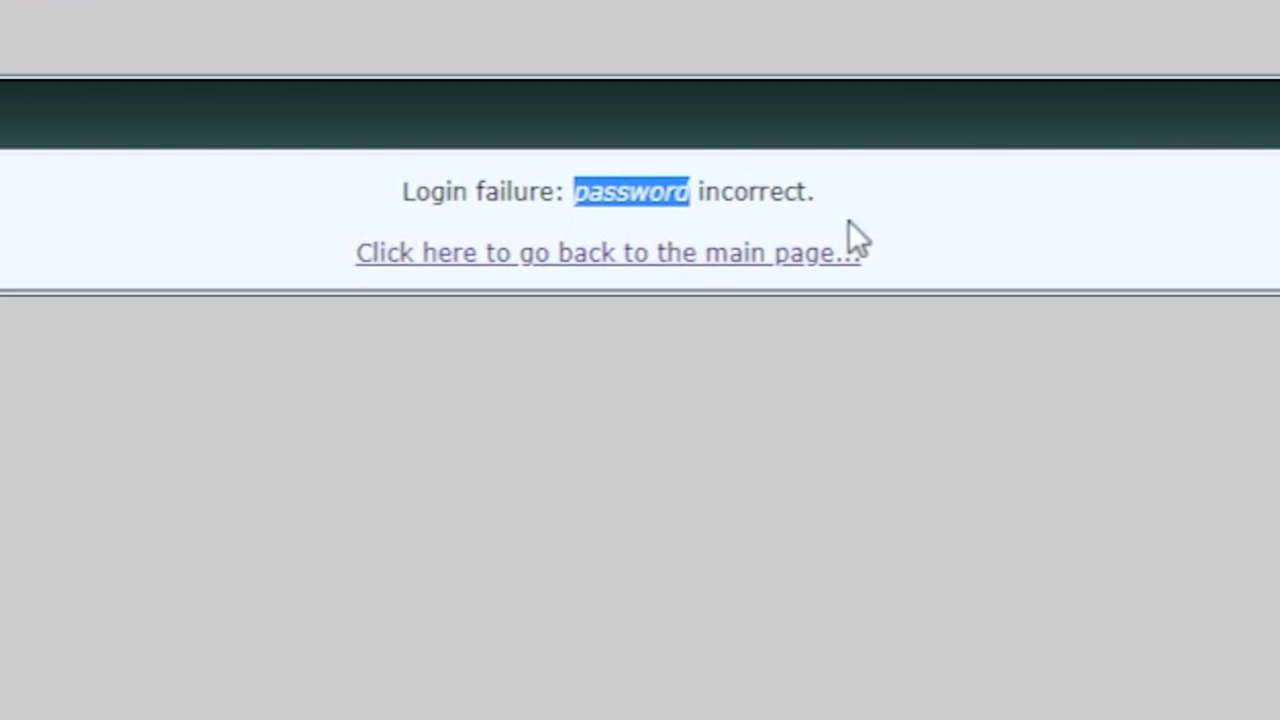 Login failure: password incorrect.
Click here to go back to the main page...